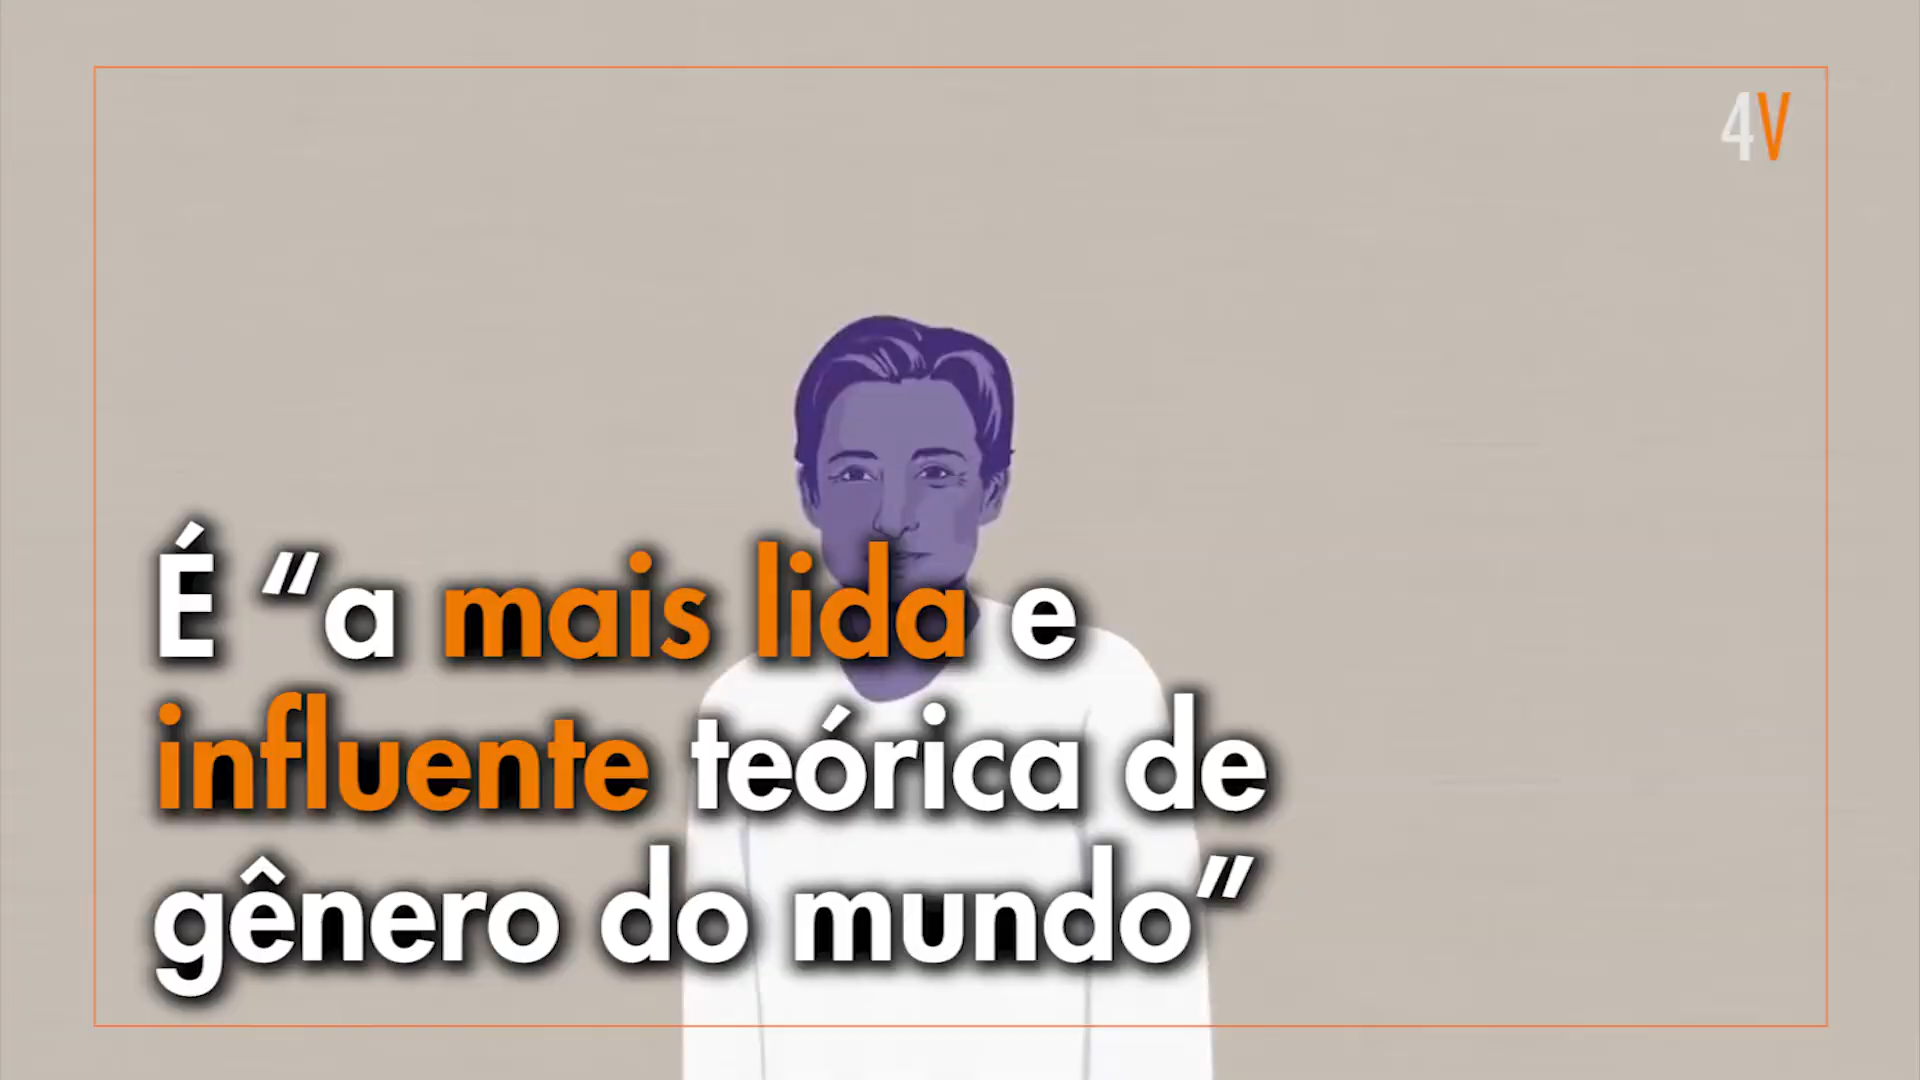 4V
É “a mais lida e
influente teórica de
gênero do mundo”